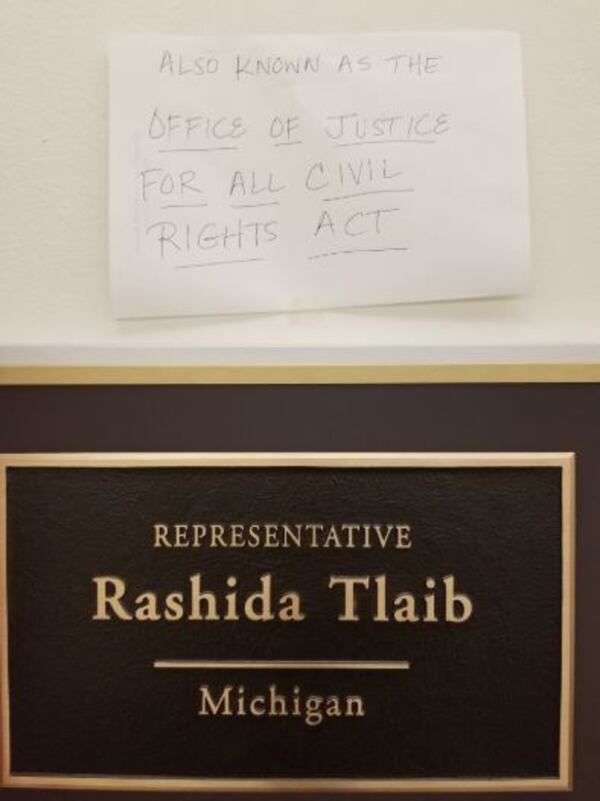 ALSO KNOWN AS THE
OFFICE OF JUSTICE
FOR ALL CIVIL
RIGHTS ACT
REPRESENTATIVE
Rashida Tlaib
Michigan